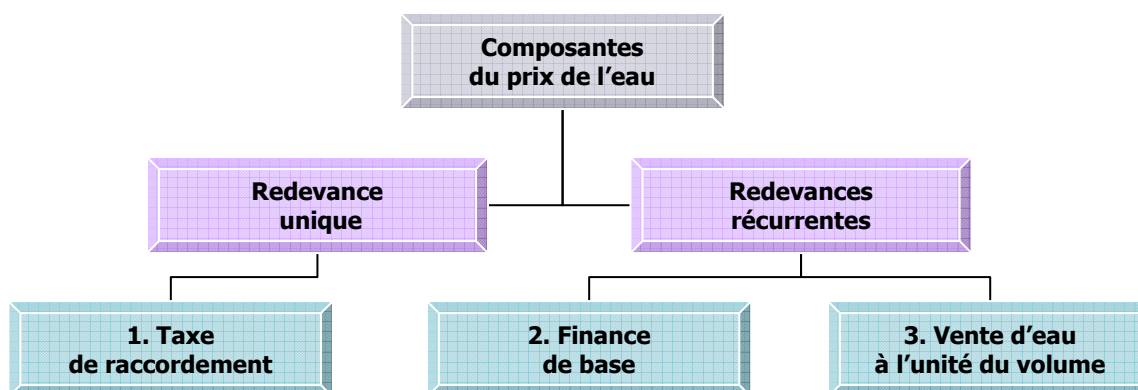 Composantes
du prix de l’eau
Redevance
unique
Redevances
récurrentes
1. Taxe
de raccordement
2. Finance
de base
3. Vente d’eau
à l’unité du volume